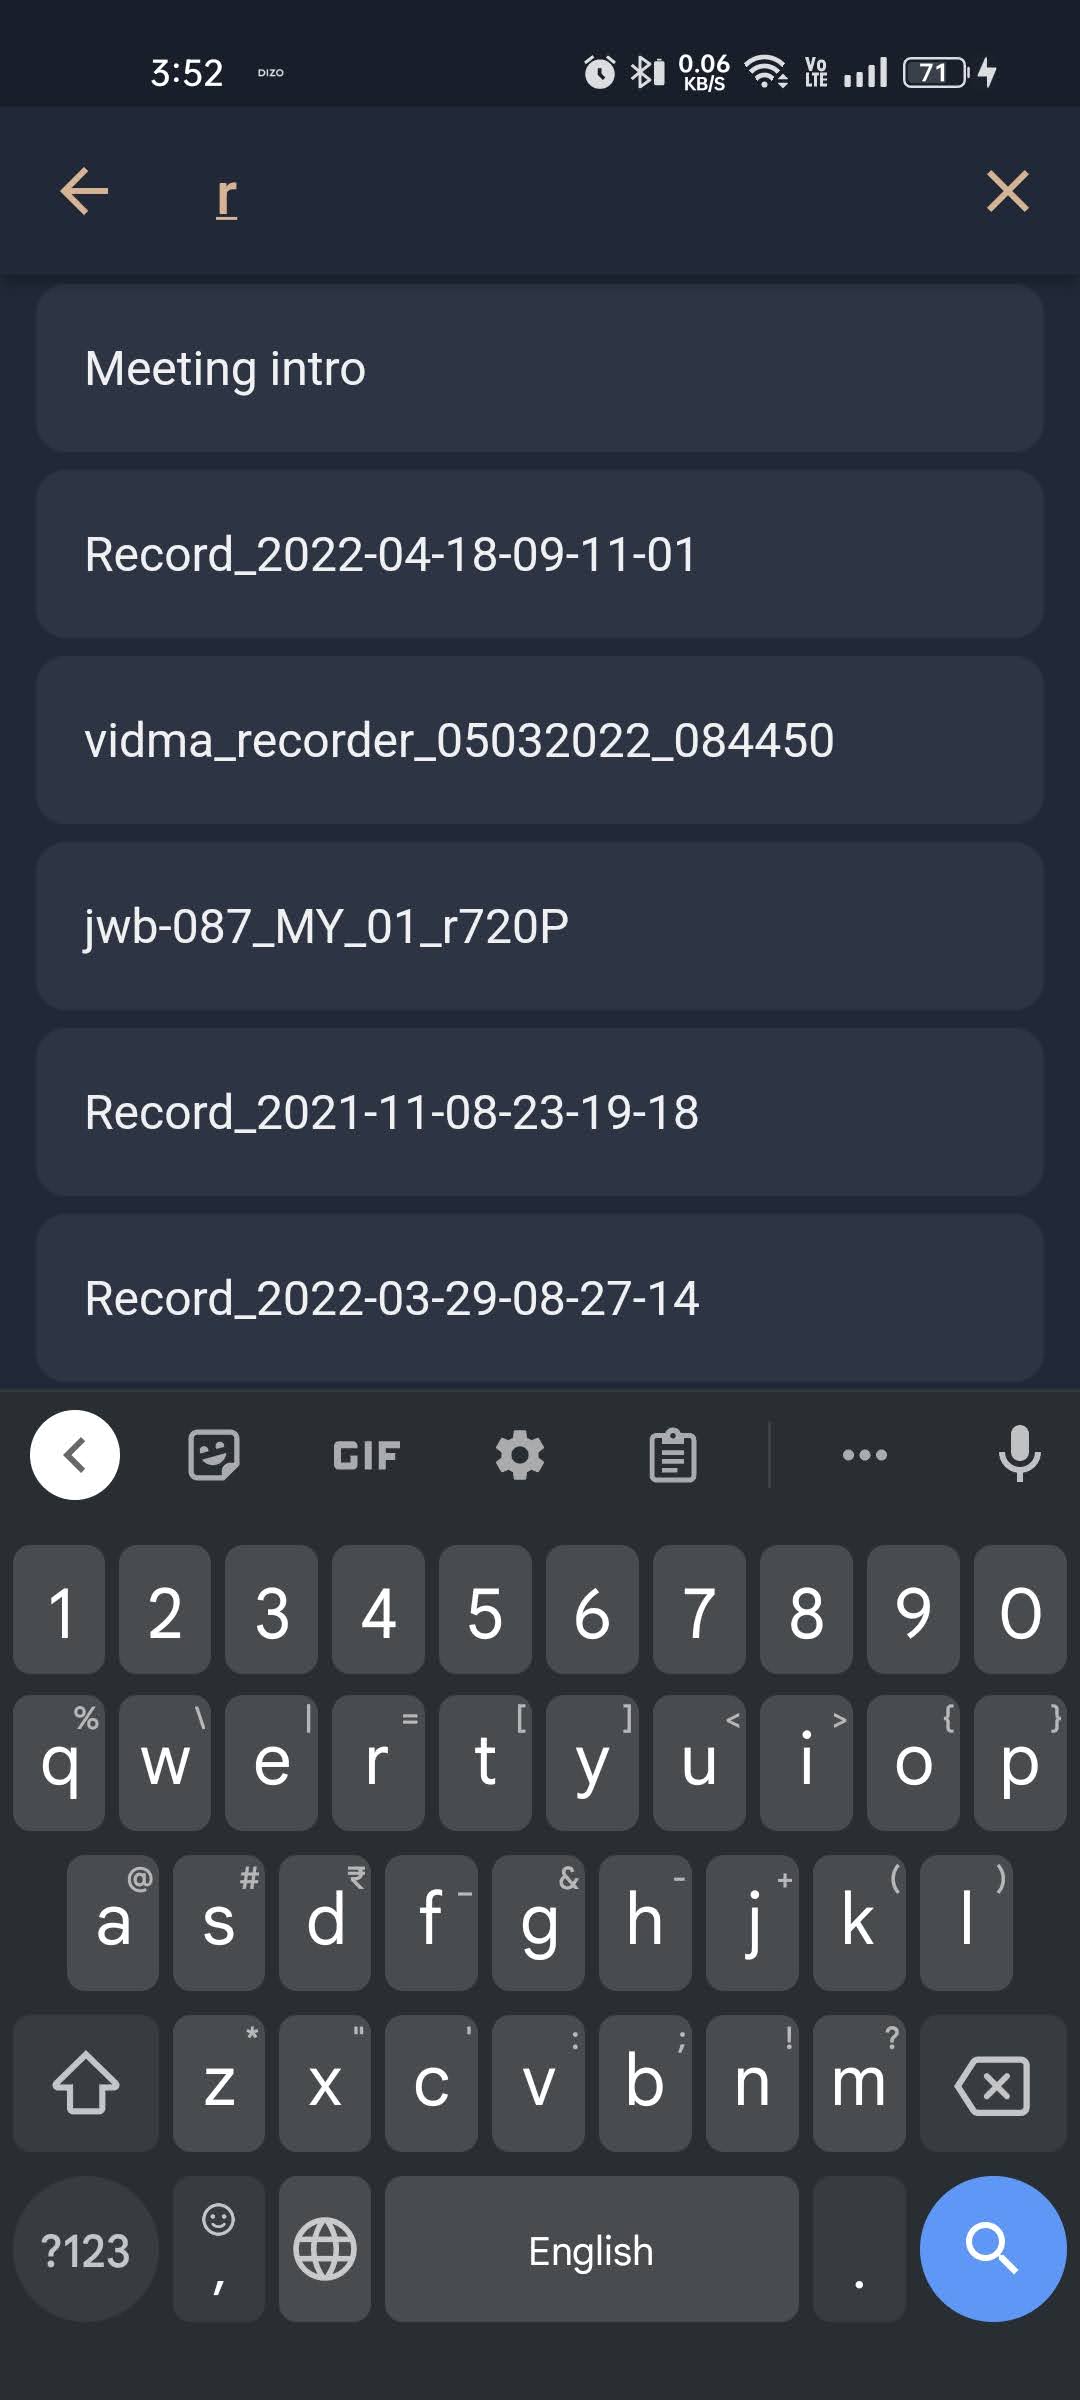 3:52 DIZO 0.06 KB/S Vo LTE 71
r
Meeting intro
Record_2022-04-18-09-11-01
vidma_recorder_05032022_084450
jwb-087_MY_01_r720P
Record_2021-11-08-23-19-18
Record_2022-03-29-08-27-14
GIF
1 2 3 4 5 6 7 8 9 0
% \ | = [ ] < > { }
q w e r t y u i o p
@ # ₹ _ & - + ( )
a s d f g h j k l
* " ' : ; ! ?
z x c v b n m
?123 , English .